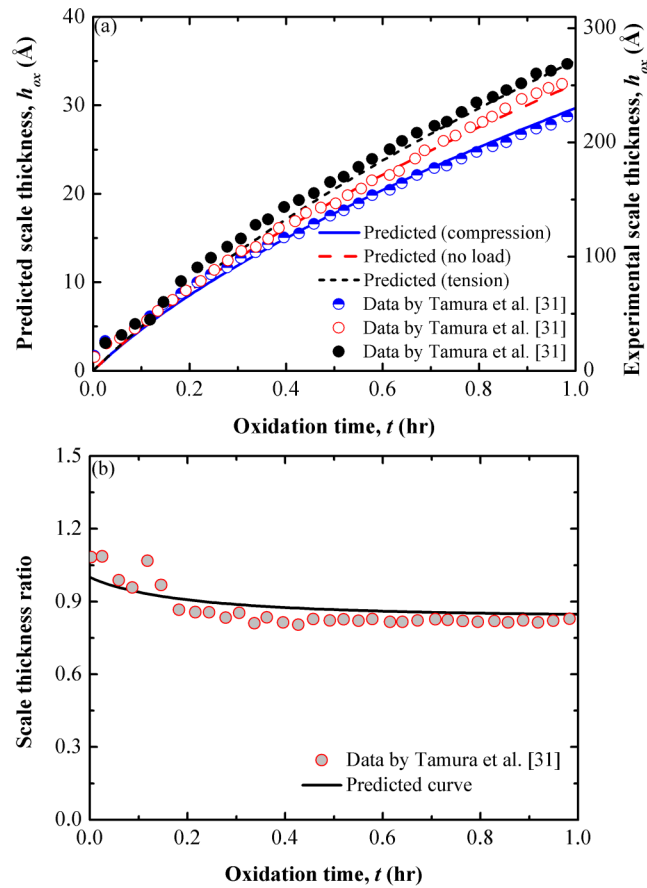 (a)
40
30
20
10
0
Predicted scale thickness, hox (Å)
300
200
100
0
Experimental scale thickness, hox (Å)
Predicted (compression)
Predicted (no load)
Predicted (tension)
Data by Tamura et al. [31]
Data by Tamura et al. [31]
Data by Tamura et al. [31]
0.0 0.2 0.4 0.6 0.8 1.0
Oxidation time, t (hr)
(b)
1.5
1.2
0.9
0.6
0.3
0.0
Scale thickness ratio
Data by Tamura et al. [31]
Predicted curve
0.0 0.2 0.4 0.6 0.8 1.0
Oxidation time, t (hr)